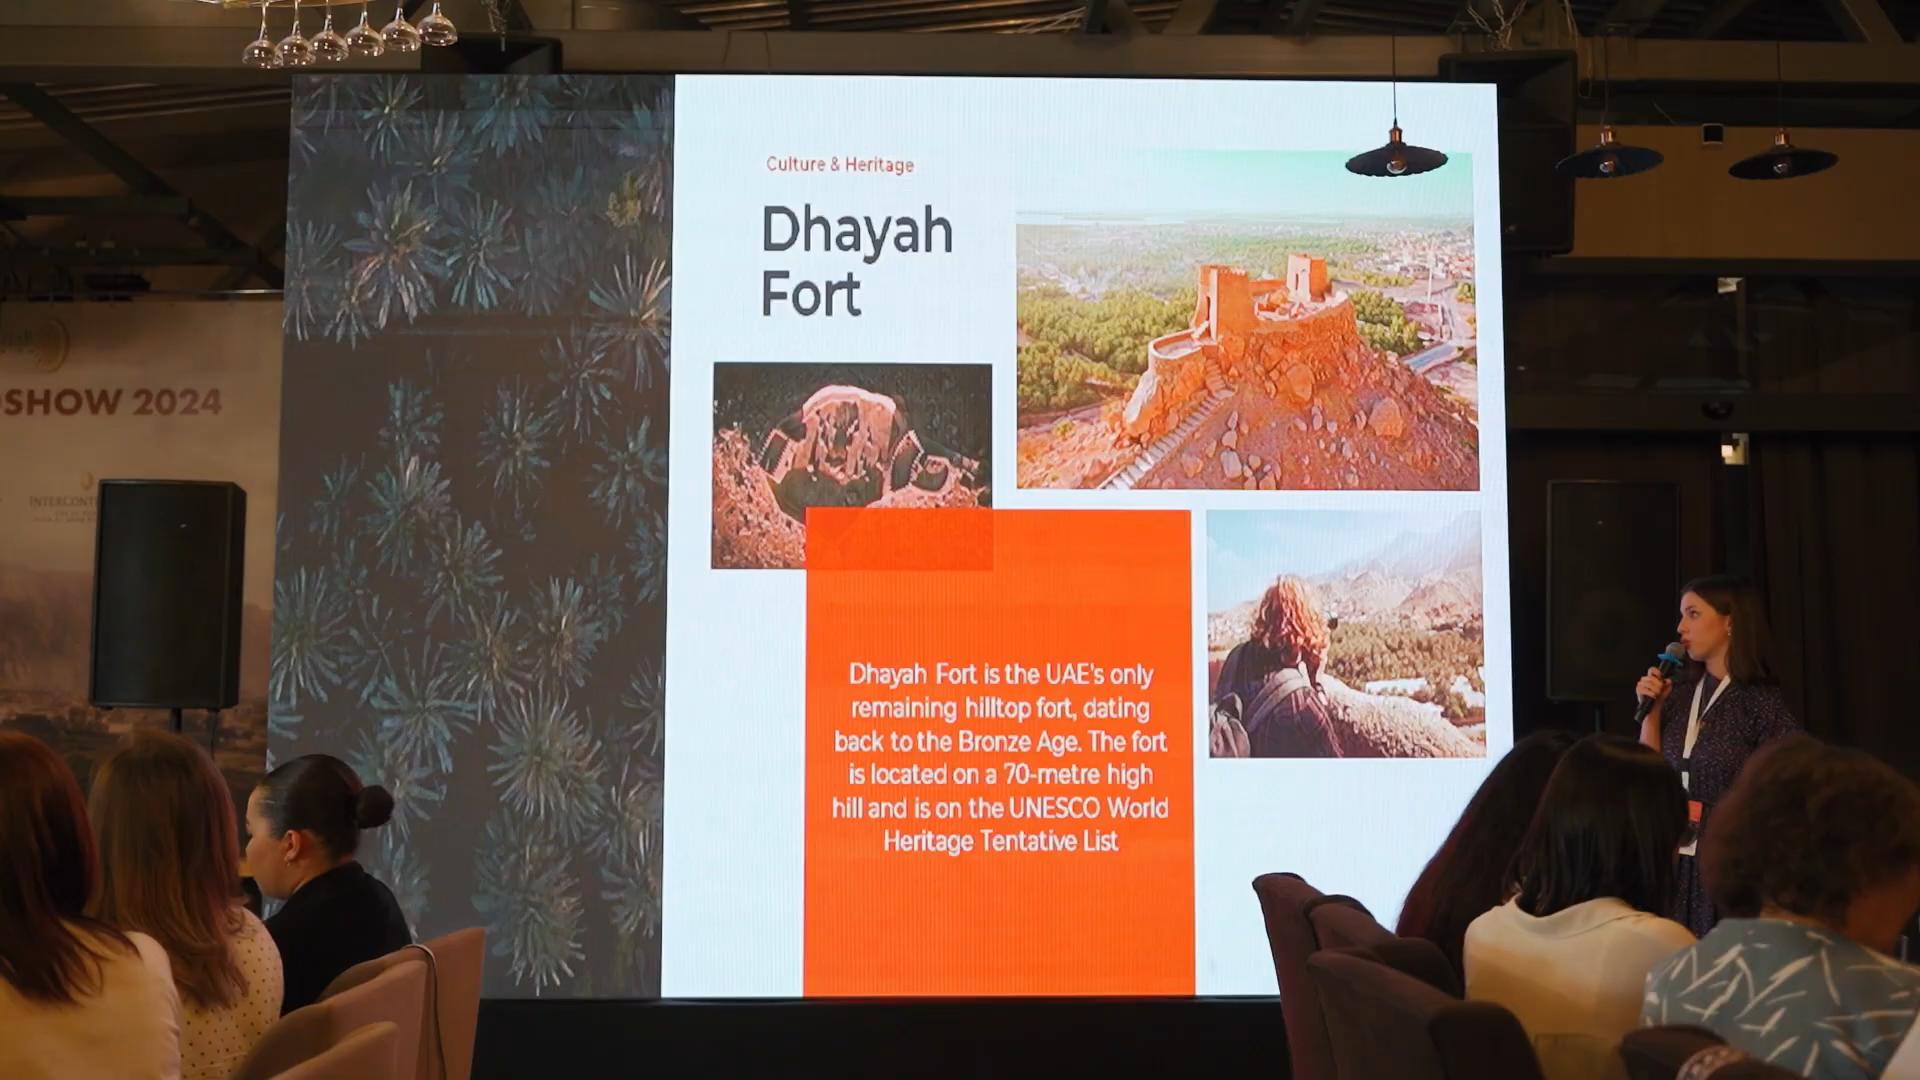 Culture & Heritage
Dhayah
Fort
Dhayah Fort is the UAE's only
remaining hilltop fort, dating
back to the Bronze Age. The fort
is located on a 70-metre high
hill and is on the UNESCO World
Heritage Tentative List
SHOW 2024